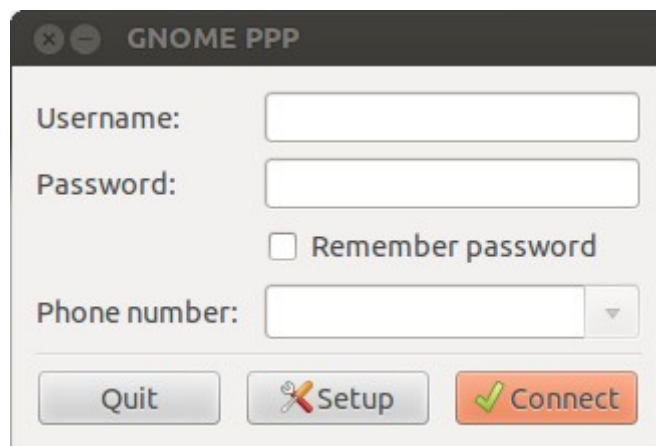 GNOME PPP
Username:
Password:
Remember password
Phone number:
Quit Setup Connect